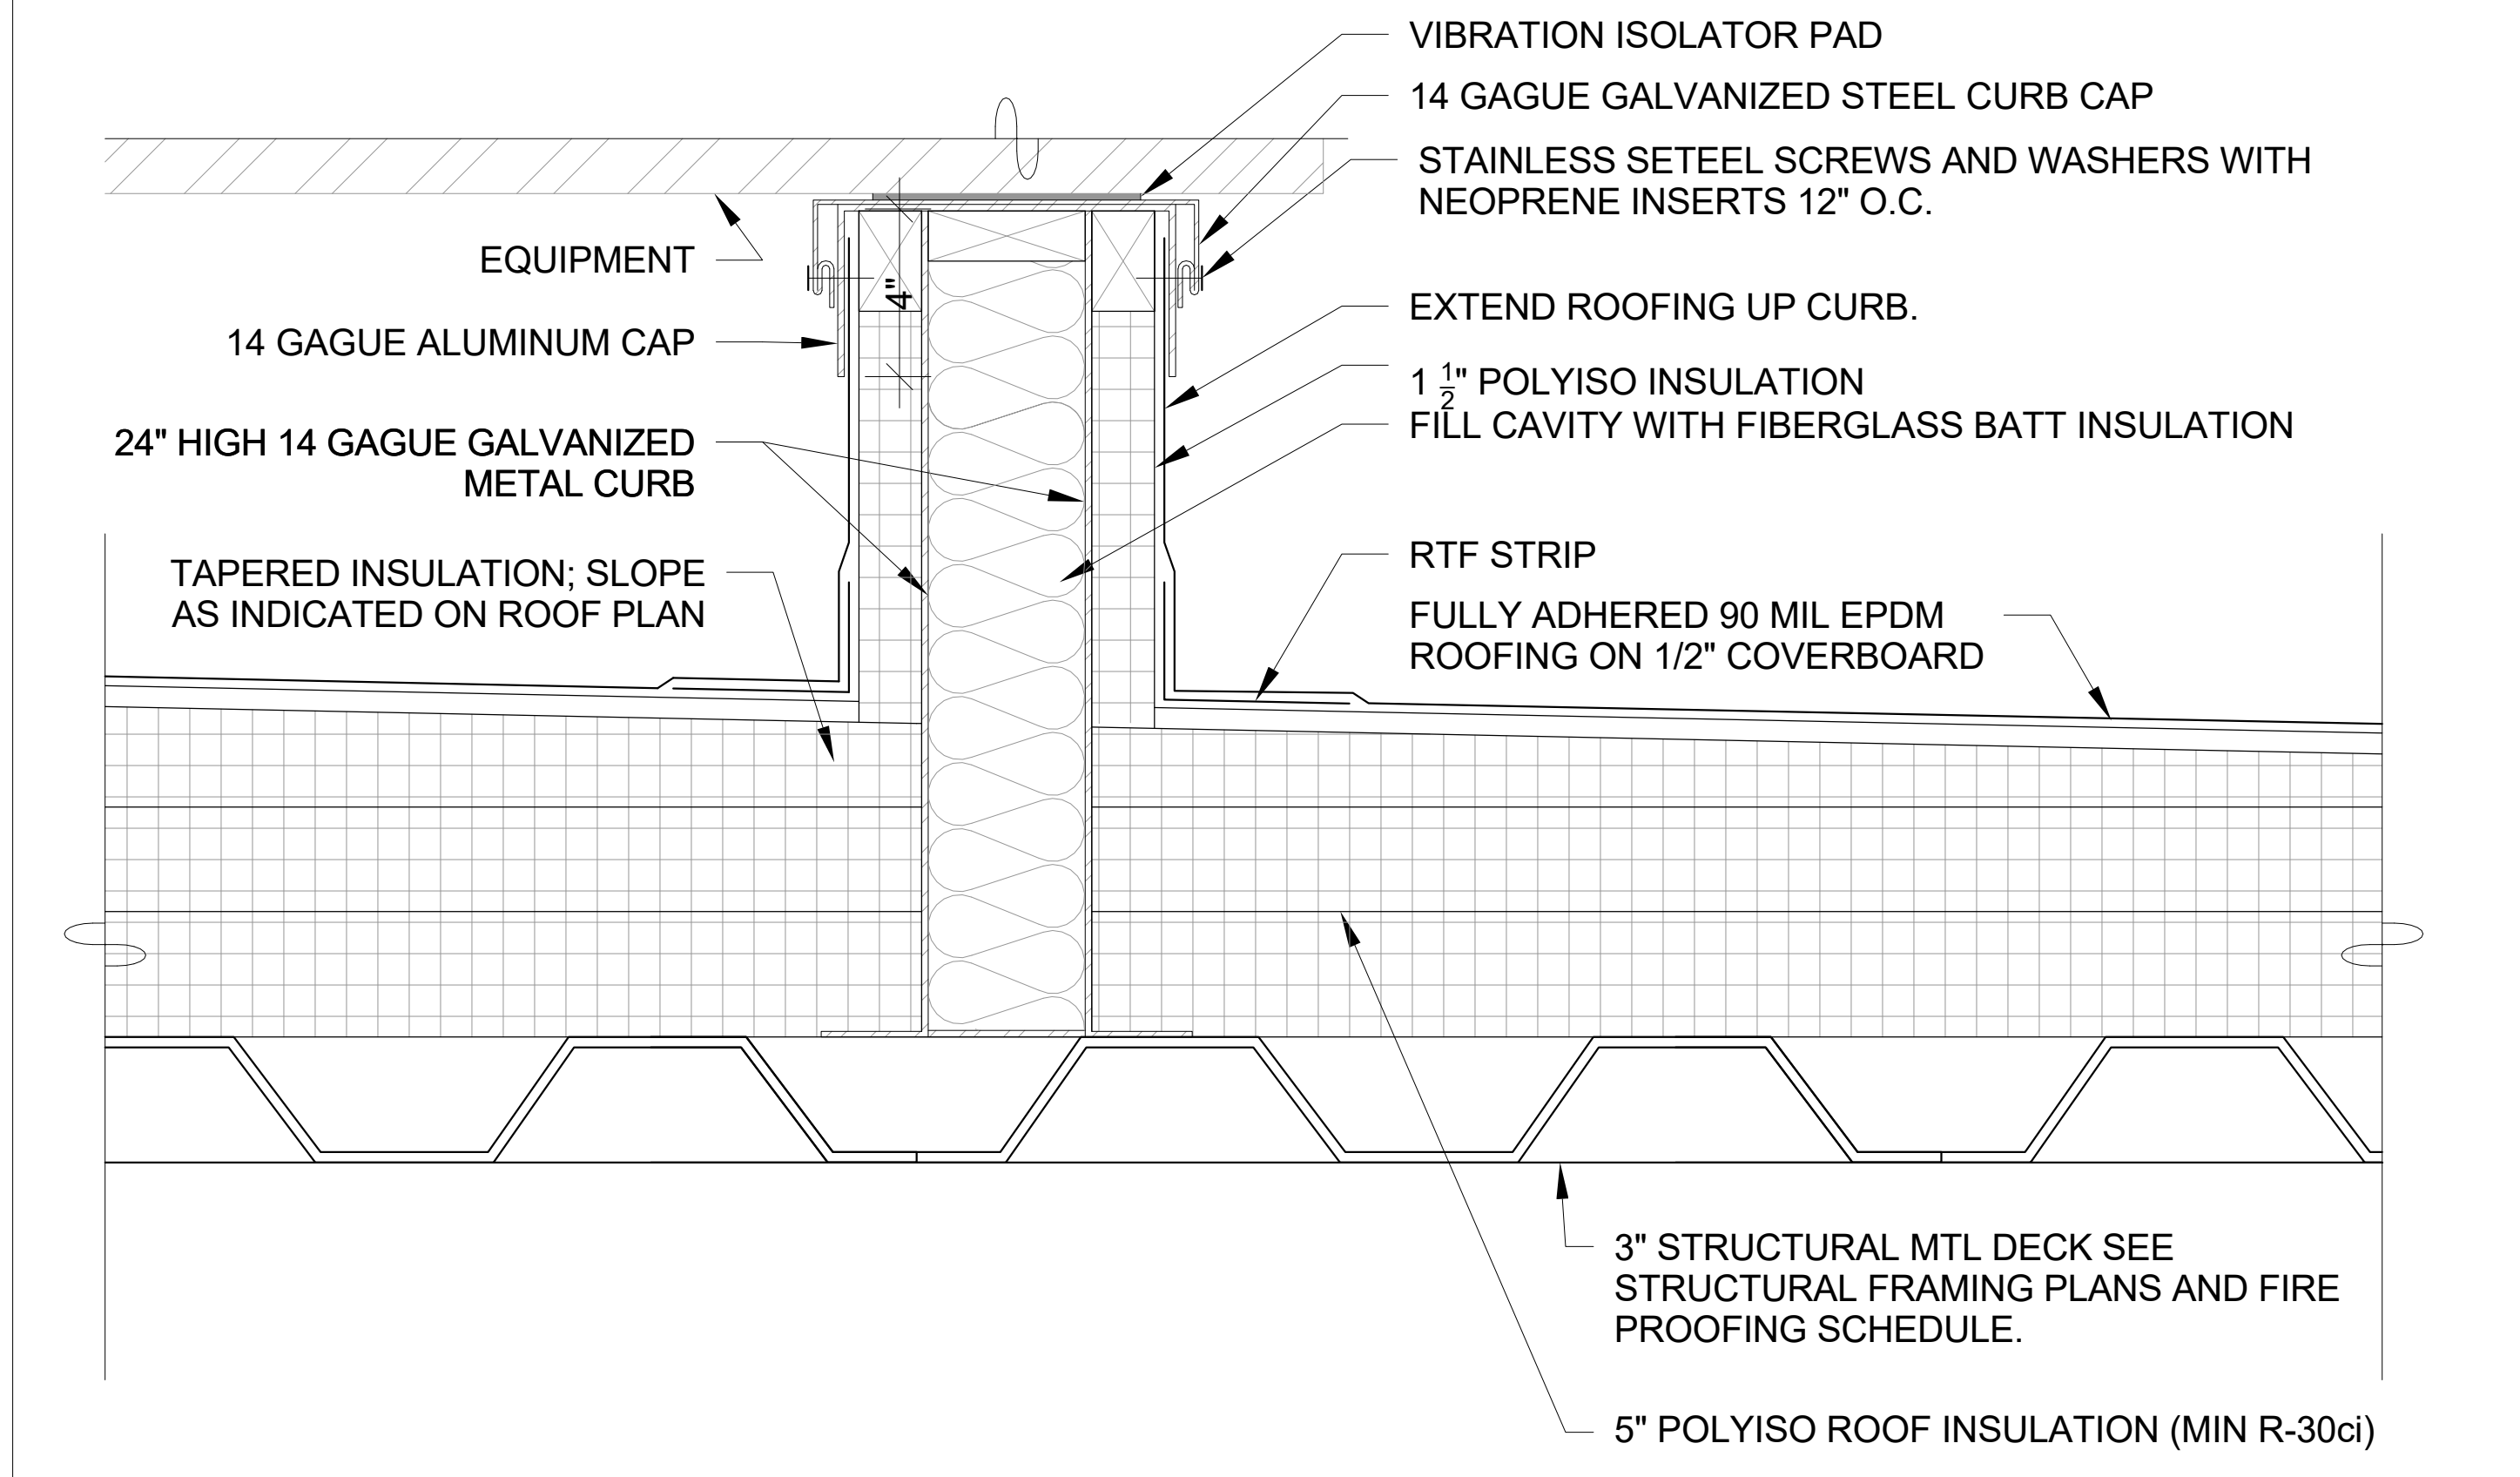 VIBRATION ISOLATOR PAD
14 GAGUE GALVANIZED STEEL CURB CAP
STAINLESS SETEEL SCREWS AND WASHERS WITH
NEOPRENE INSERTS 12" O.C.
EQUIPMENT
4"
EXTEND ROOFING UP CURB.
14 GAGUE ALUMINUM CAP
1 1/2" POLYISO INSULATION
FILL CAVITY WITH FIBERGLASS BATT INSULATION
24" HIGH 14 GAGUE GALVANIZED
METAL CURB
RTF STRIP
TAPERED INSULATION; SLOPE
AS INDICATED ON ROOF PLAN
FULLY ADHERED 90 MIL EPDM
ROOFING ON 1/2" COVERBOARD
3" STRUCTURAL MTL DECK SEE
STRUCTURAL FRAMING PLANS AND FIRE
PROOFING SCHEDULE.
5" POLYISO ROOF INSULATION (MIN R-30ci)